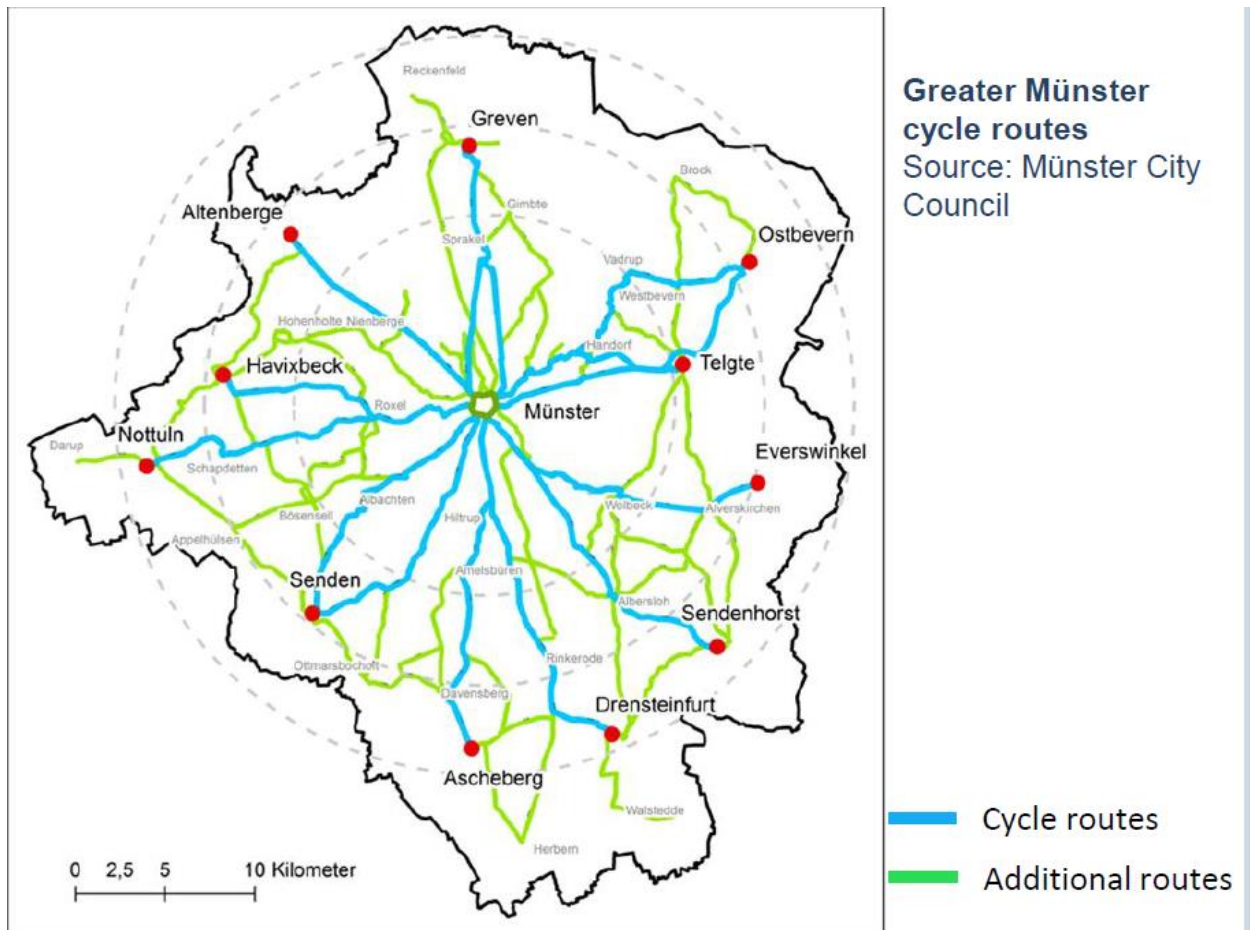 Reckenfeld
Greven
Brock
Altenberge
Gimbte
Ostbevern
Sprakel
Vadrup
Westbevern
Hohenholte Nienberge
Handorf
Havixbeck
Telgte
Roxel
Münster
Nottuln
Darup
Everswinkel
Schapdetten
Albachten
Wolbeck
Alverskirchen
Bösensell
Hiltrup
Appelhülsen
Amelsbüren
Senden
Albersloh
Sendenhorst
Rinkerode
Ottmarsbocholt
Davensberg
Drensteinfurt
Ascheberg
Walstedde
Herbern
0 2,5 5 10 Kilometer
Greater Münster
cycle routes
Source: Münster City
Council
Cycle routes
Additional routes